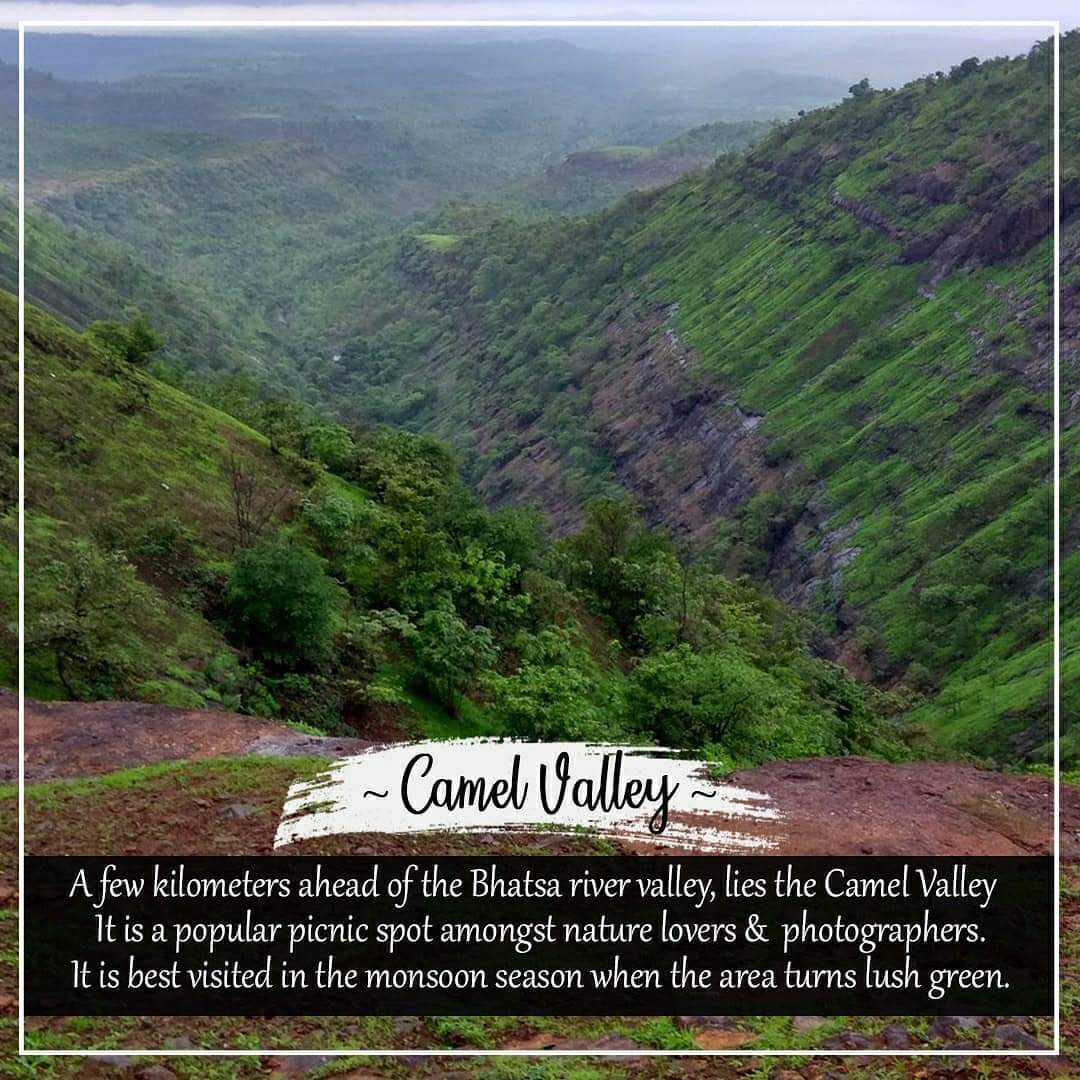 ~ Camel Valley ~
A few kilometers ahead of the Bhatsa river valley, lies the Camel Valley
It is a popular picnic spot amongst nature lovers & photographers.
It is best visited in the monsoon season when the area turns lush green.